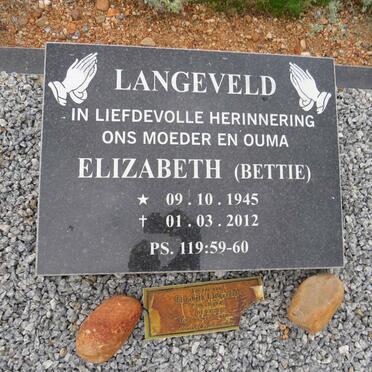 LANGEVELD
IN LIEFDEVOLLE HERINNERING
ONS MOEDER EN OUMA
ELIZABETH (BETTIE)
★ 09.10.1945
† 01.03.2012
PS. 119:59-60